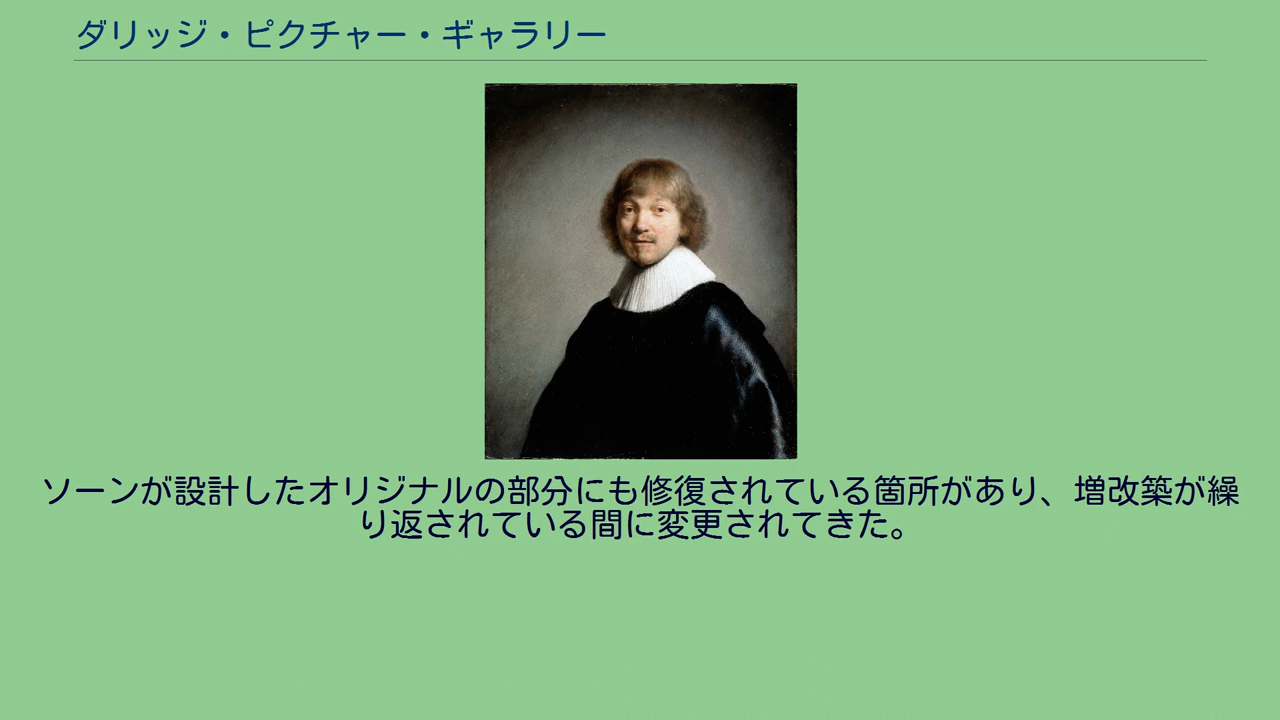 ダリッジ・ピクチャー・ギャラリー
ソーンが設計したオリジナルの部分にも修復されている箇所があり、増改築が繰
り返されている間に変更されてきた。